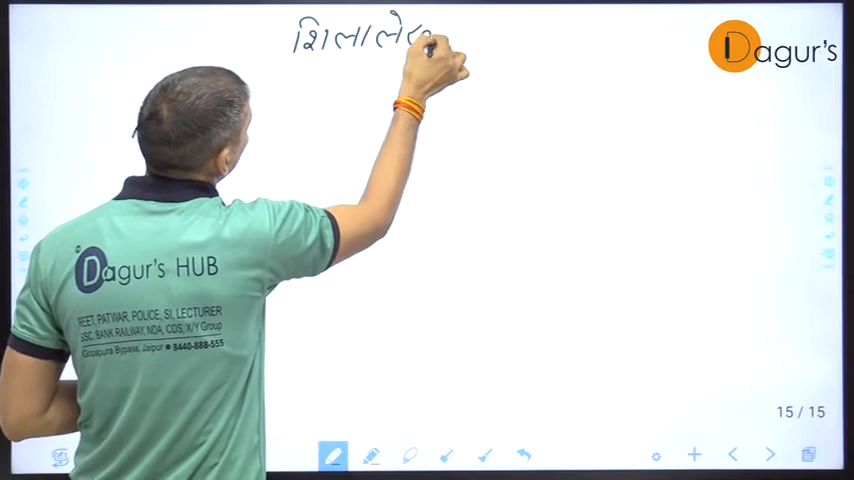 शिलालेख
Dagur's
Dagur's HUB
REET, PATWAR, POLICE, SI, LECTURER
SSC, BANK RAILWAY, NDA, CDS, X/Y Group
Gopalpura Bypass, Jaipur 8440-888-555
15 / 15